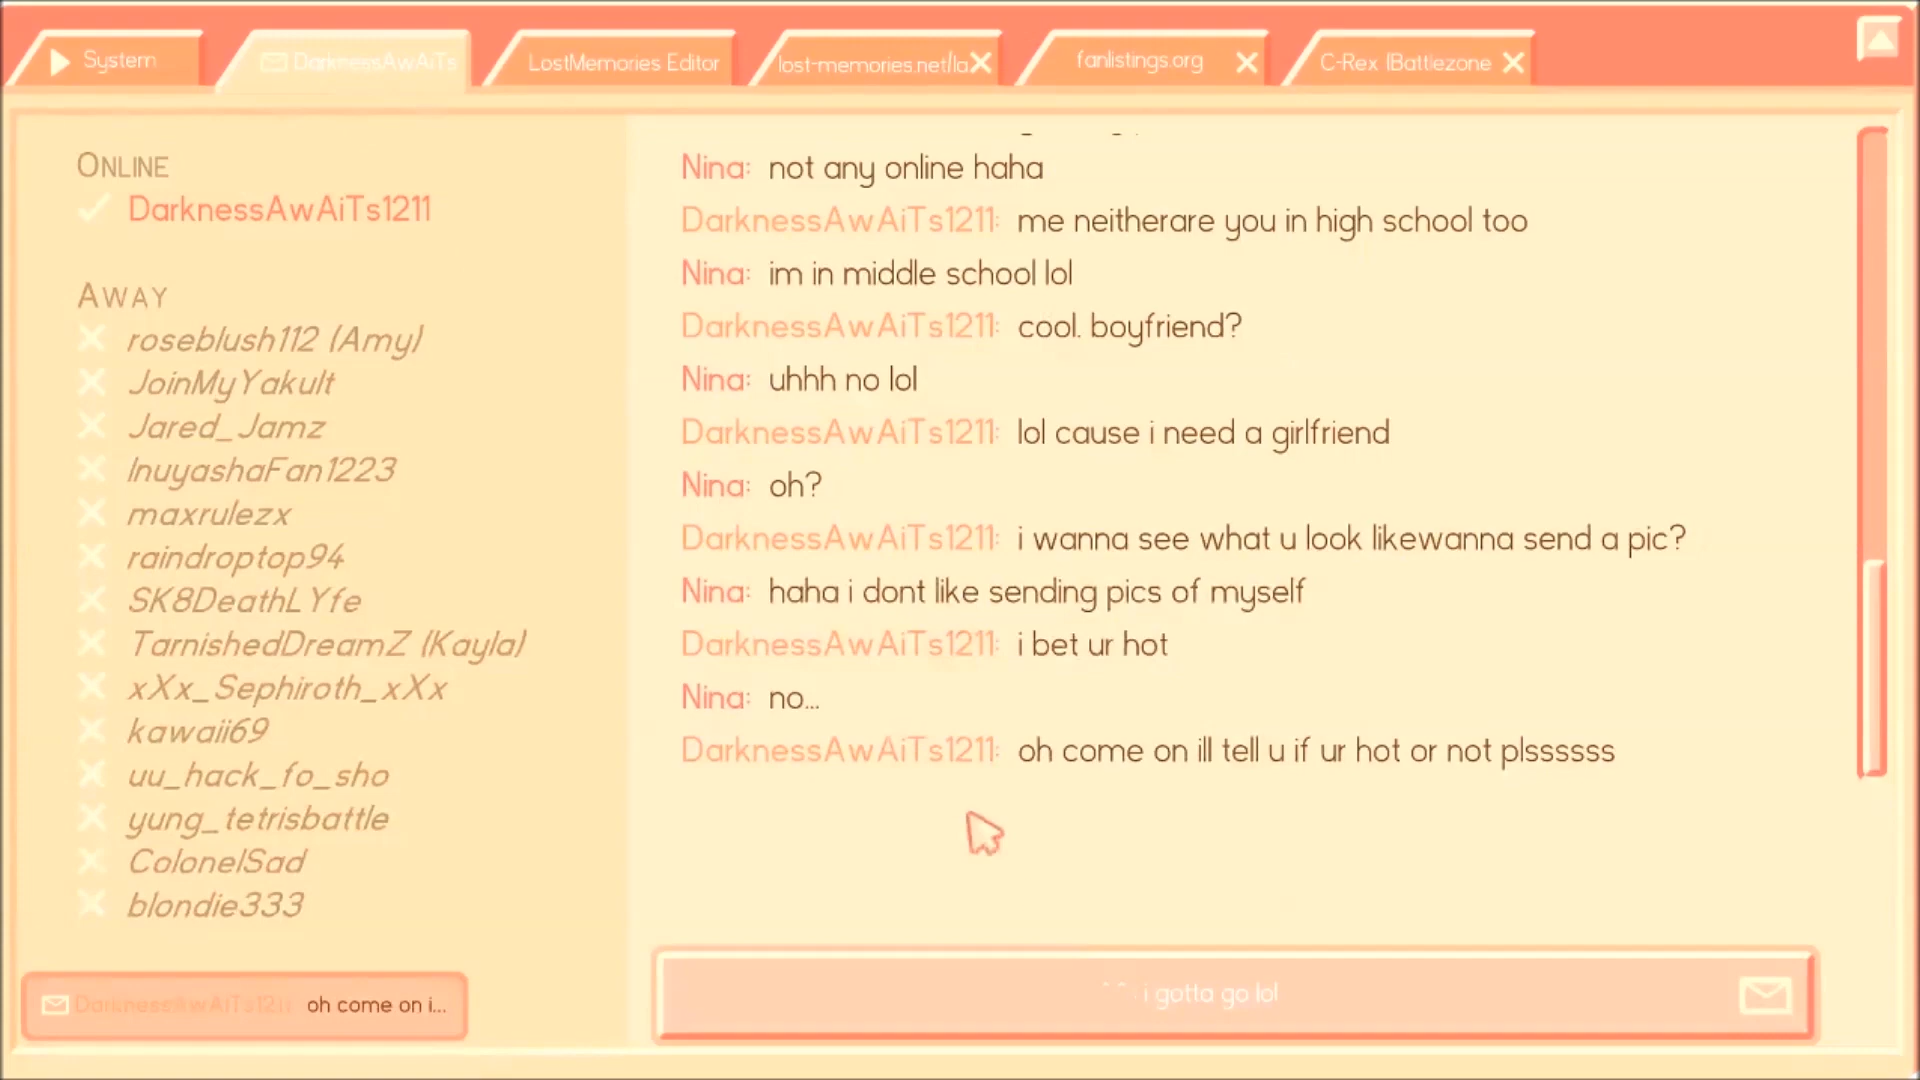 System
DarknessAwAiTs
LostMemories Editor
lost-memories.net/la
fanlistings.org
C-Rex (Battlezone
ONLINE
DarknessAwAiTs1211
AWAY
roseblush112 (Amy)
JoinMyYakult
Jared_Jamz
InuyashaFan1223
maxrulezx
raindroptop94
SK8DeathLYfe
TarnishedDreamZ (Kayla)
xXx_Sephiroth_xXx
kawaii69
uu_hack_fo_sho
yung_tetrisbattle
ColonelSad
blondie333
DarknessAwAiTs1211: oh come on i...
Nina: not any online haha
DarknessAwAiTs1211: me neitherare you in high school too
Nina: im in middle school lol
DarknessAwAiTs1211: cool. boyfriend?
Nina: uhhh no lol
DarknessAwAiTs1211: lol cause i need a girlfriend
Nina: oh?
DarknessAwAiTs1211: i wanna see what u look likewanna send a pic?
Nina: haha i dont like sending pics of myself
DarknessAwAiTs1211: i bet ur hot
Nina: no...
DarknessAwAiTs1211: oh come on ill tell u if ur hot or not plssssss
^^ i gotta go lol